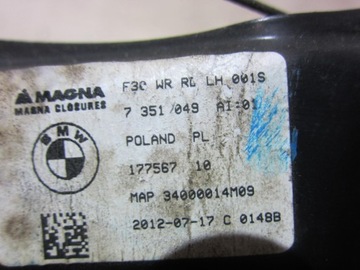 MAGNA
MAGNA CLOSURES
BMW
F30 WR RL LH 001S
7 351 049 AI:01
POLAND PL
177567 10
MAP 34000014M09
2012-07-17 C 0148B